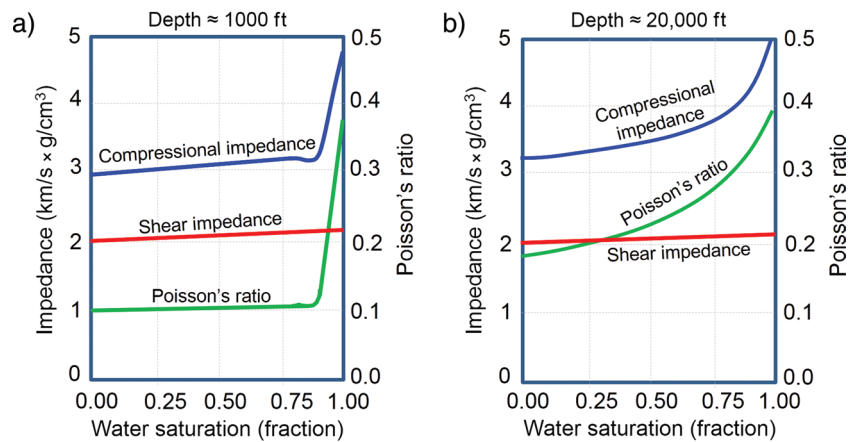 a)
Depth ≈ 1000 ft
5
4
3
2
1
0
Impedance (km/s × g/cm³)
0.5
0.4
0.3
0.2
0.1
0.0
Poisson's ratio
Compressional impedance
Shear impedance
Poisson's ratio
0.00 0.25 0.50 0.75 1.00
Water saturation (fraction)
b)
Depth ≈ 20,000 ft
5
4
3
2
1
0
Impedance (km/s × g/cm³)
0.5
0.4
0.3
0.2
0.1
0.0
Poisson's ratio
Compressional
impedance
Poisson's ratio
Shear impedance
0.00 0.25 0.50 0.75 1.00
Water saturation (fraction)